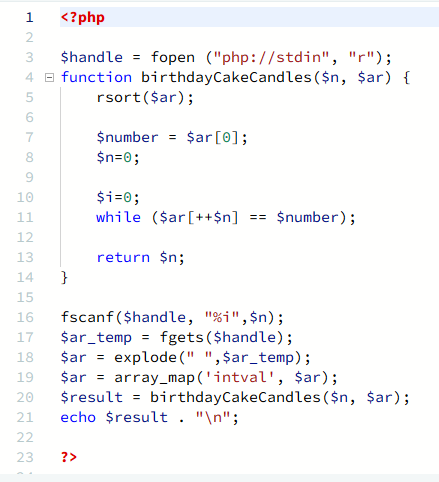 1 <?php
2
3 $handle = fopen ("php://stdin", "r");
4 function birthdayCakeCandles($n, $ar) {
5     rsort($ar);
6
7     $number = $ar[0];
8     $n=0;
9
10     $i=0;
11     while ($ar[++$n] == $number);
12
13     return $n;
14 }
15
16 fscanf($handle, "%i",$n);
17 $ar_temp = fgets($handle);
18 $ar = explode(" ",$ar_temp);
19 $ar = array_map('intval', $ar);
20 $result = birthdayCakeCandles($n, $ar);
21 echo $result . "\n";
22
23 ?>